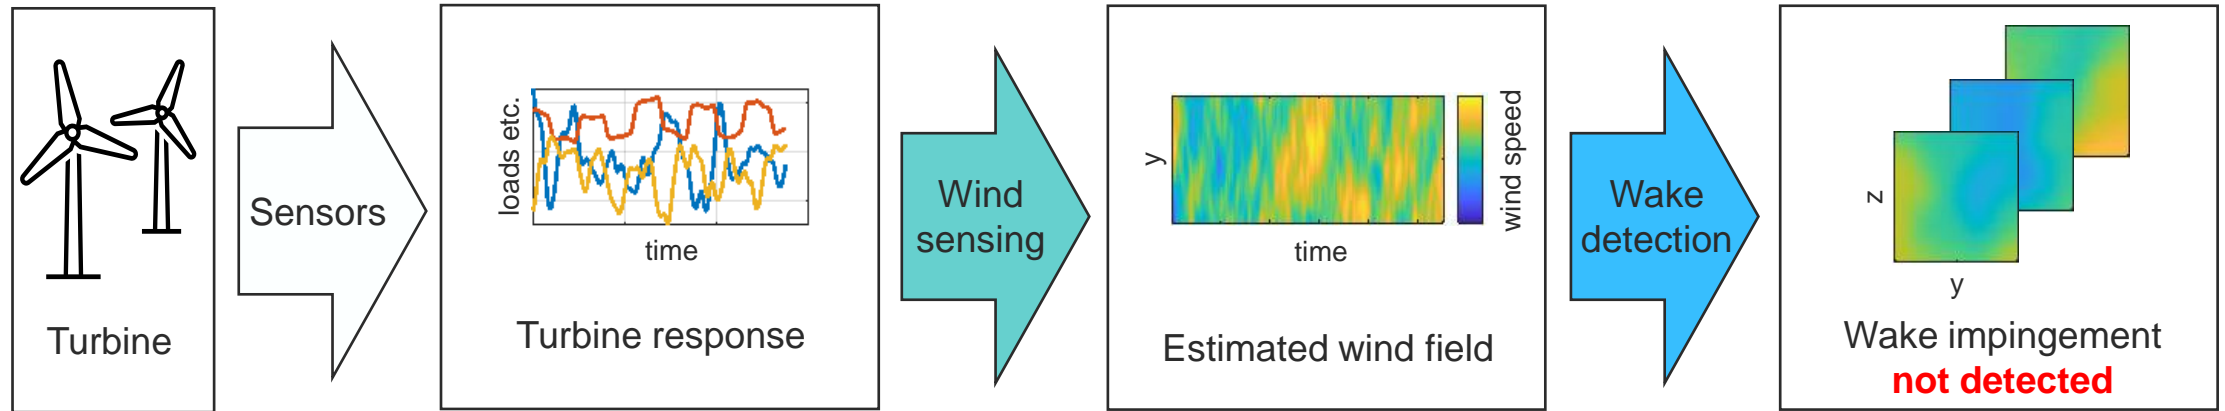 Turbine
Sensors
loads etc.
time
Turbine response
Wind
sensing
y
time
wind speed
Estimated wind field
Wake
detection
z
y
Wake impingement
not detected